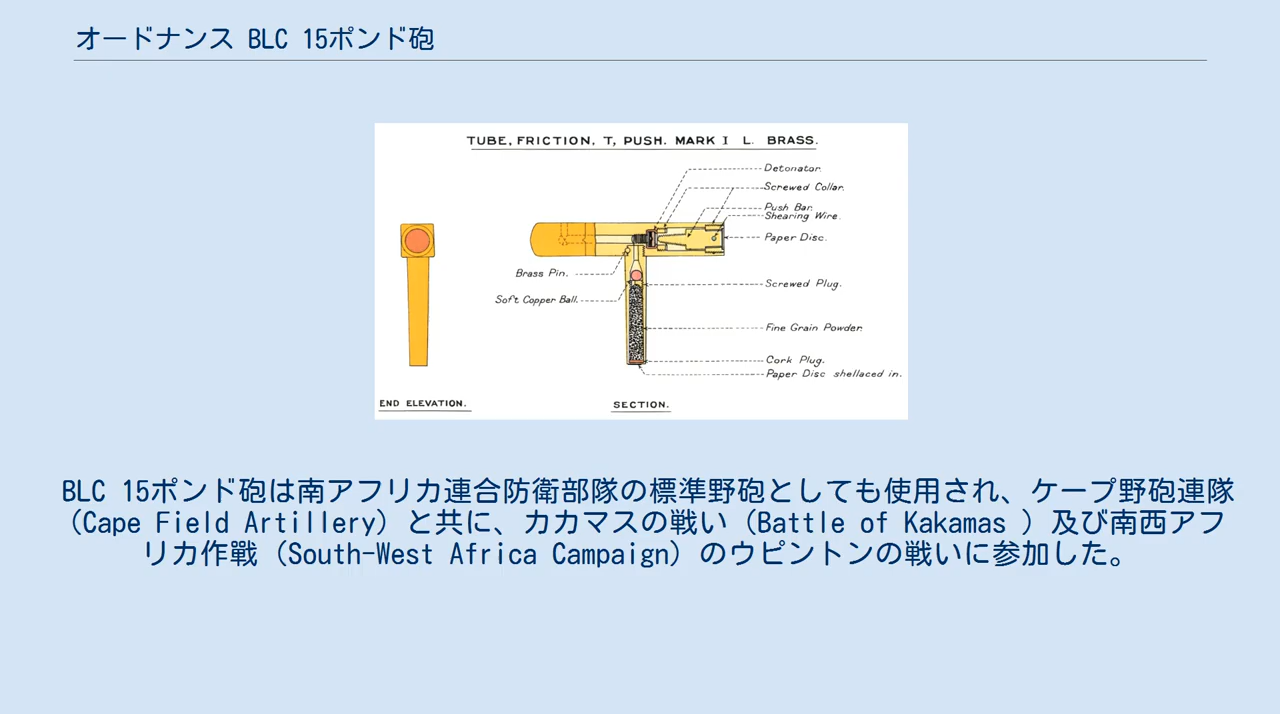 オードナンス BLC 15ポンド砲
TUBE, FRICTION, T, PUSH, MARK I L. BRASS.
Detonator.
Screwed Collar.
Push Bar.
Shearing Wire.
Paper Disc.
Brass Pin.
Soft Copper Ball.
Screwed Plug.
Fine Grain Powder.
Cork Plug.
Paper Disc shellaced in.
END ELEVATION.
SECTION.
BLC 15ポンド砲は南アフリカ連合防衛部隊の標準野砲としても使用され、ケープ野砲連隊
（Cape Field Artillery）と共に、カカマスの戦い（Battle of Kakamas ）及び南西アフ
リカ作戰（South-West Africa Campaign）のウピントンの戦いに参加した。